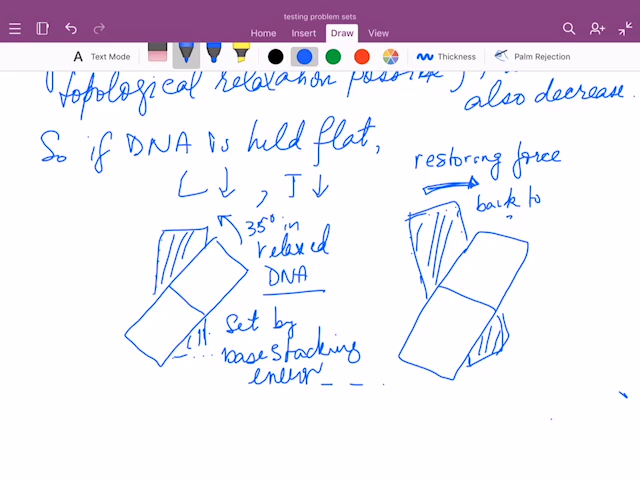 testing problem sets
Home Insert Draw View
A Text Mode Thickness Palm Rejection
topological relaxation possible
also decrease.
So if DNA is held flat,
L ↓ , T ↓
restoring force
back to
35° in
relaxed
DNA
Set by
base stacking
energy